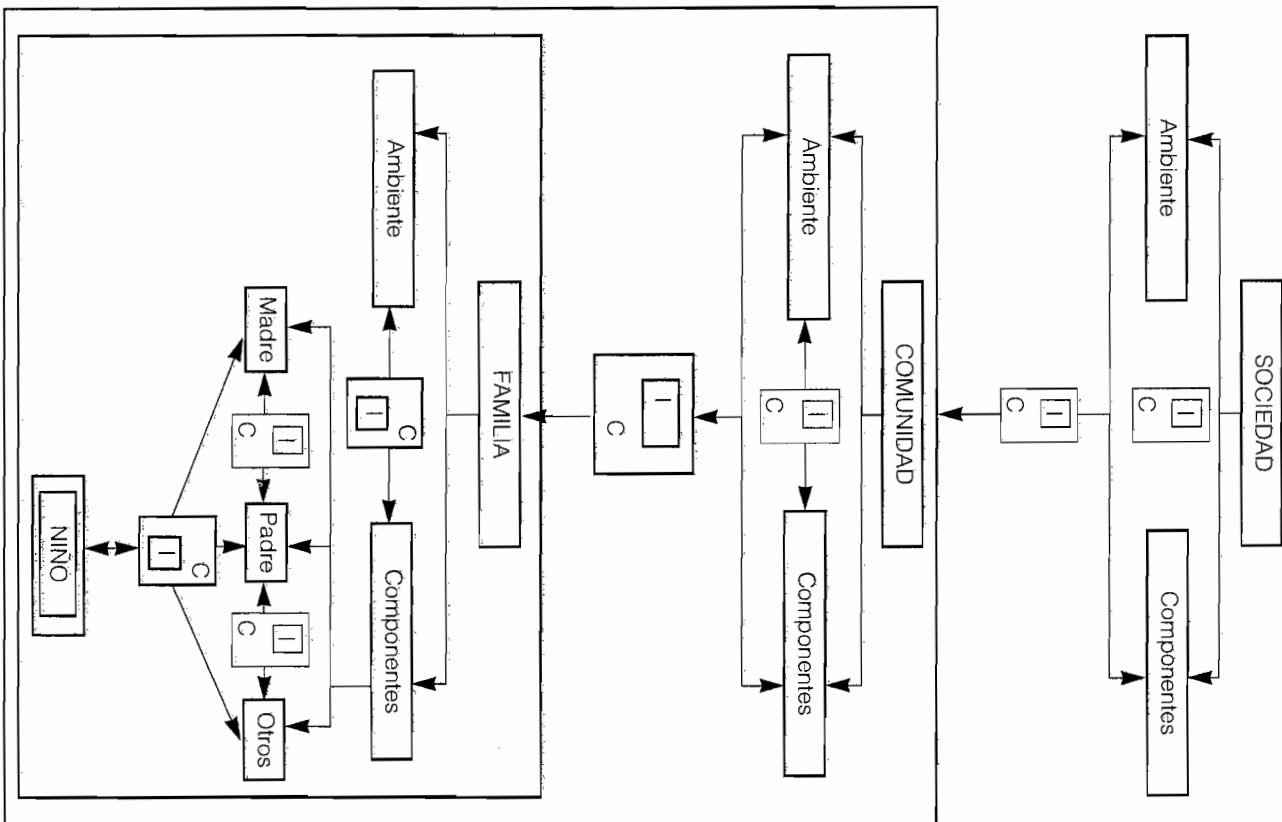 SOCIEDAD
Ambiente
I
C
Componentes
I
C
COMUNIDAD
Ambiente
I
C
Componentes
I
C
FAMILIA
Ambiente
C
I
Componentes
Madre
I
C
Padre
I
C
Otros
C
I
NIÑO